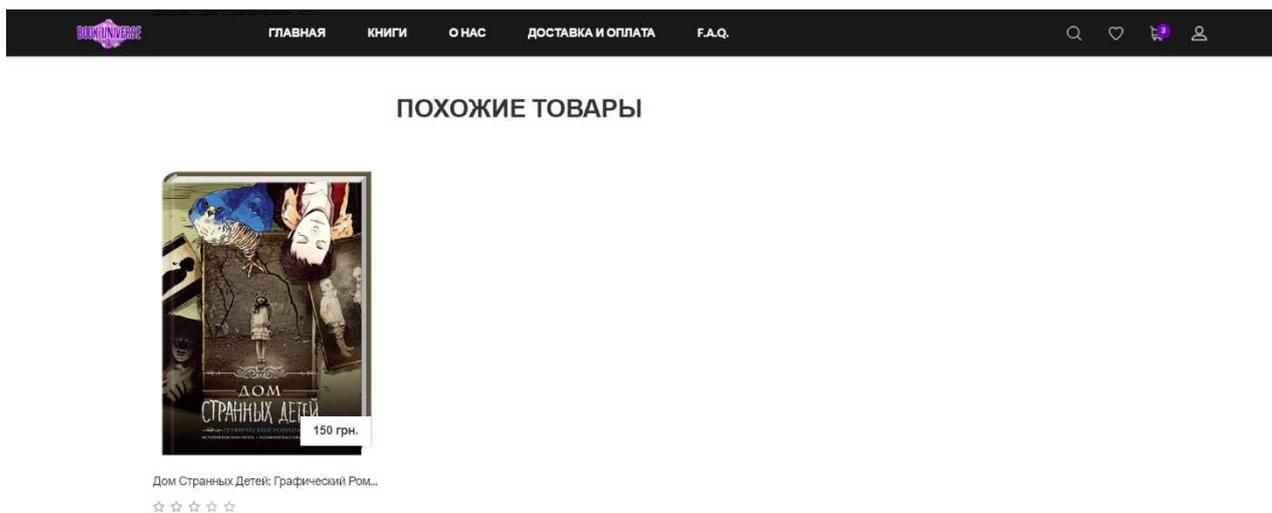 BOOK UNIVERSE
ГЛАВНАЯ КНИГИ О НАС ДОСТАВКА И ОПЛАТА F.A.Q. 3
ПОХОЖИЕ ТОВАРЫ
ДОМ
СТРАННЫХ ДЕТЕЙ
ГРАФИЧЕСКИЙ РОМАН
150 грн.
Дом Странных Детей: Графический Ром...